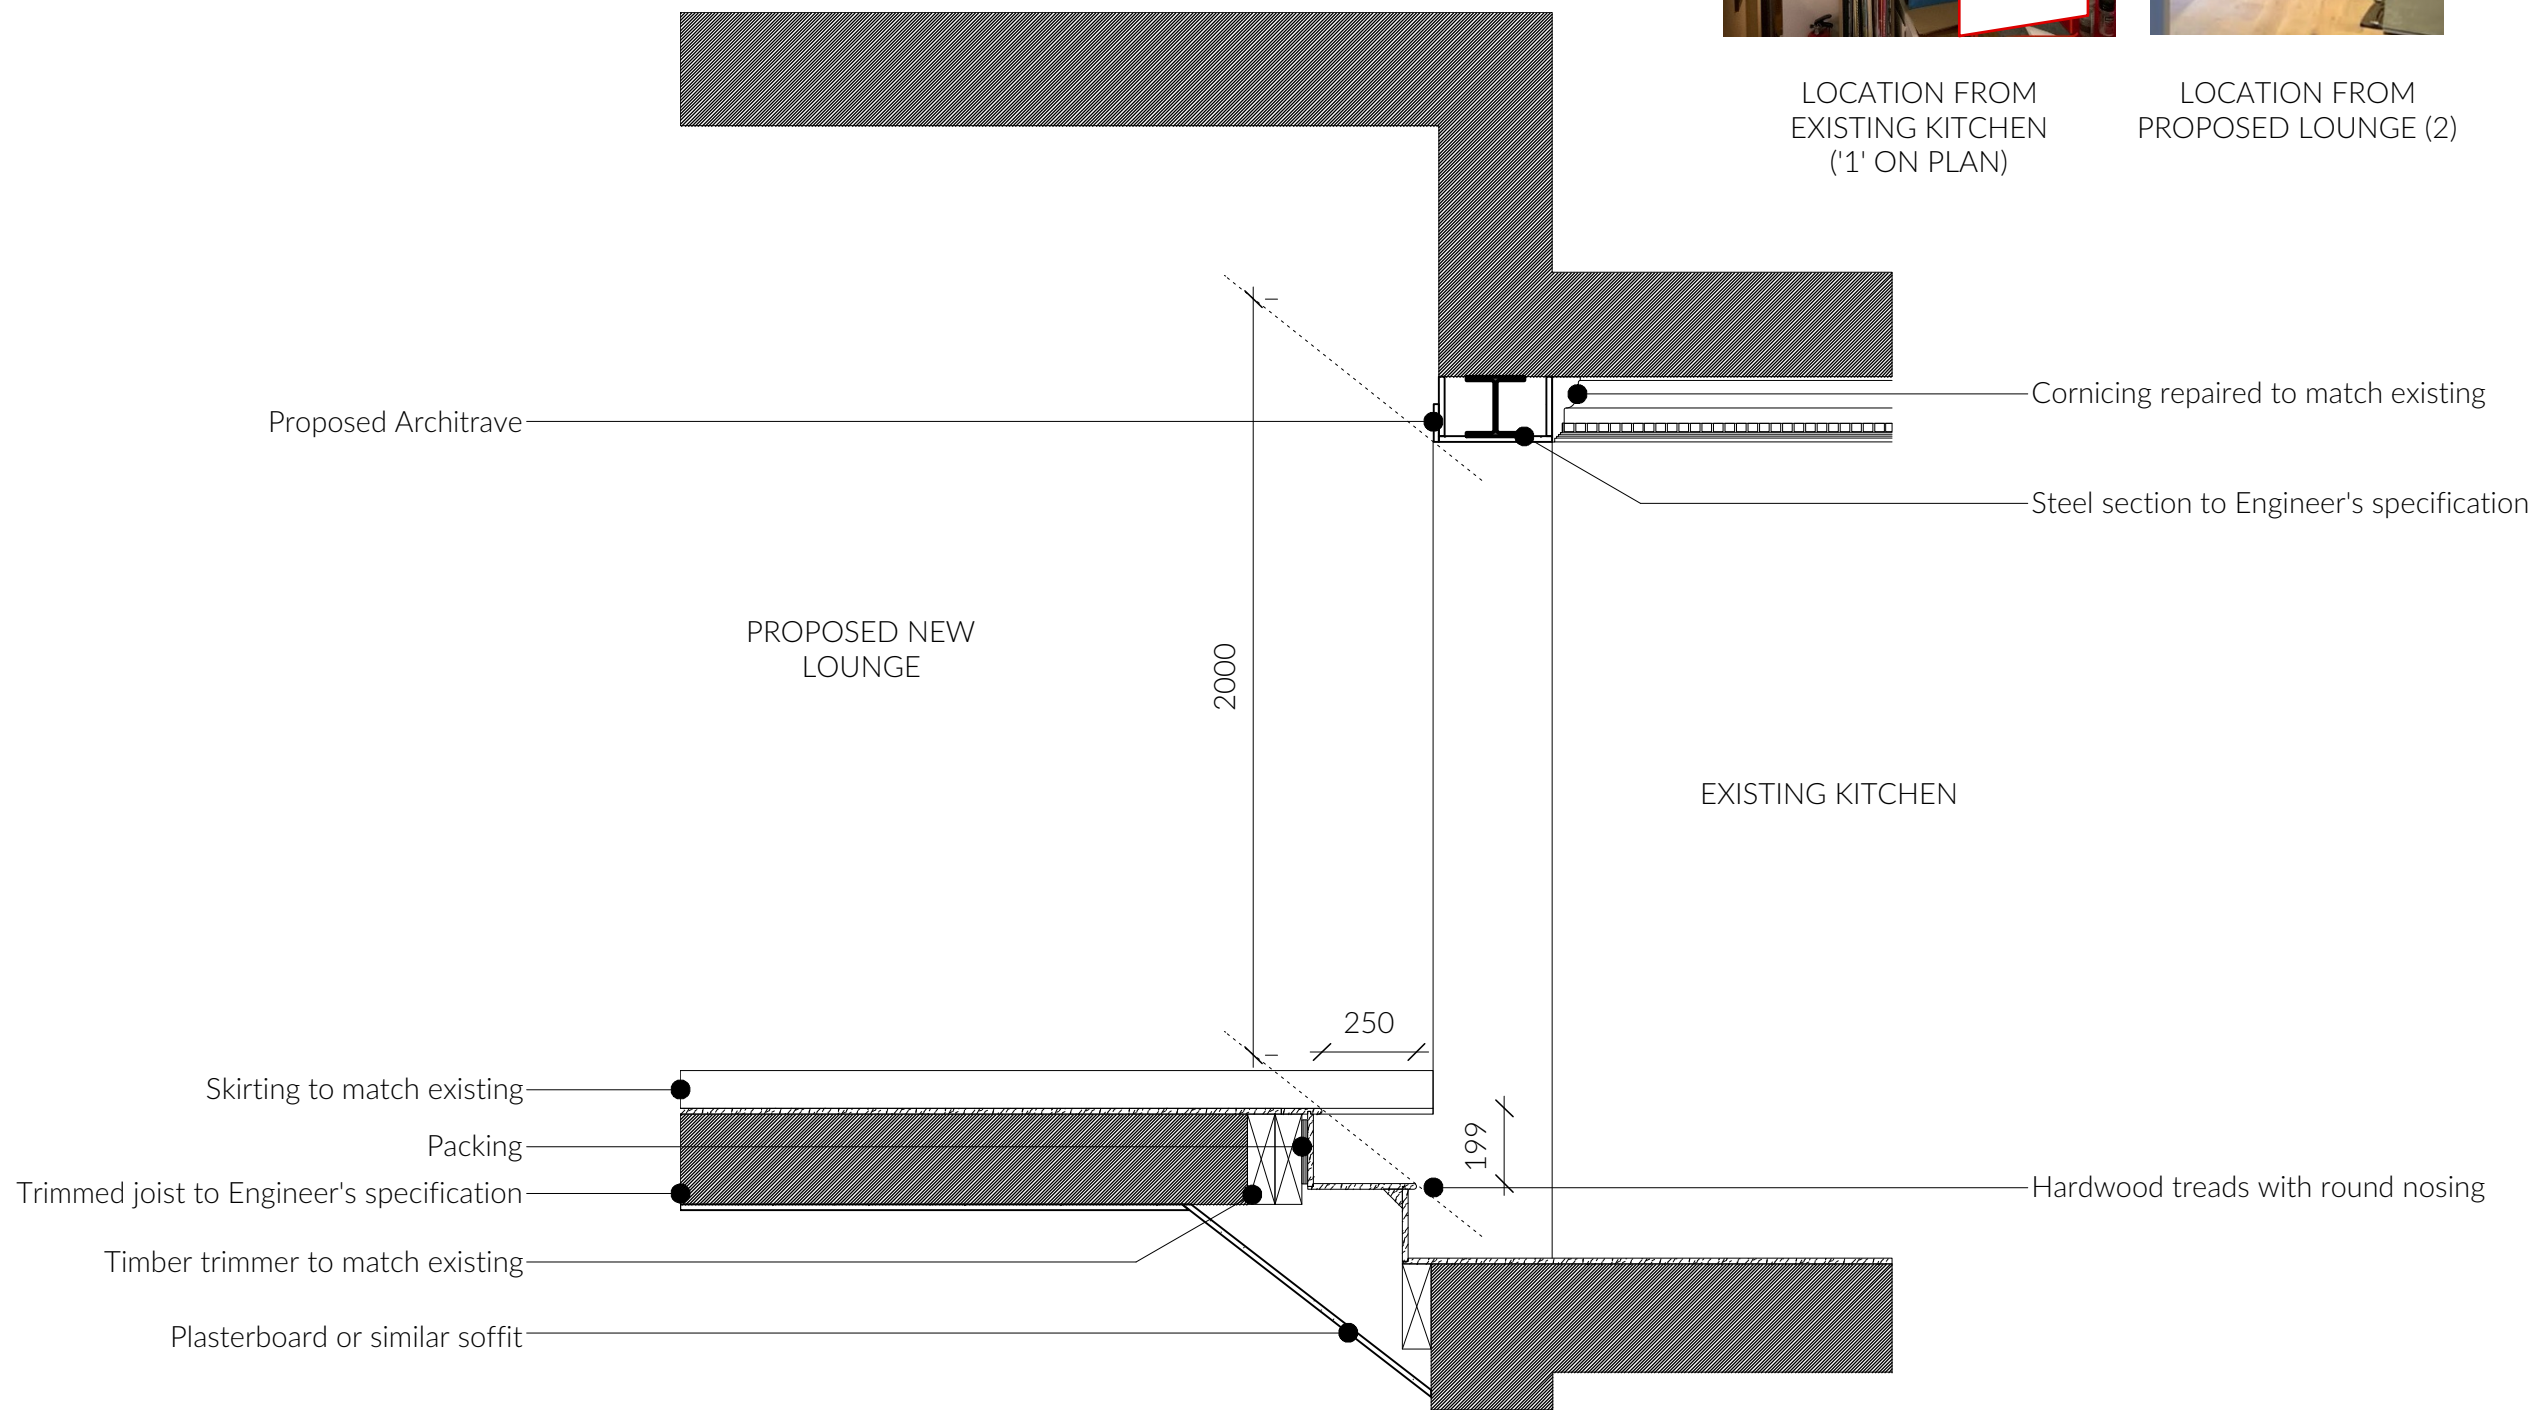 LOCATION FROM
EXISTING KITCHEN
('1' ON PLAN)
LOCATION FROM
PROPOSED LOUNGE (2)
Proposed Architrave
Cornicing repaired to match existing
Steel section to Engineer's specification
PROPOSED NEW
LOUNGE
2000
EXISTING KITCHEN
250
199
Skirting to match existing
Packing
Trimmed joist to Engineer's specification
Timber trimmer to match existing
Plasterboard or similar soffit
Hardwood treads with round nosing